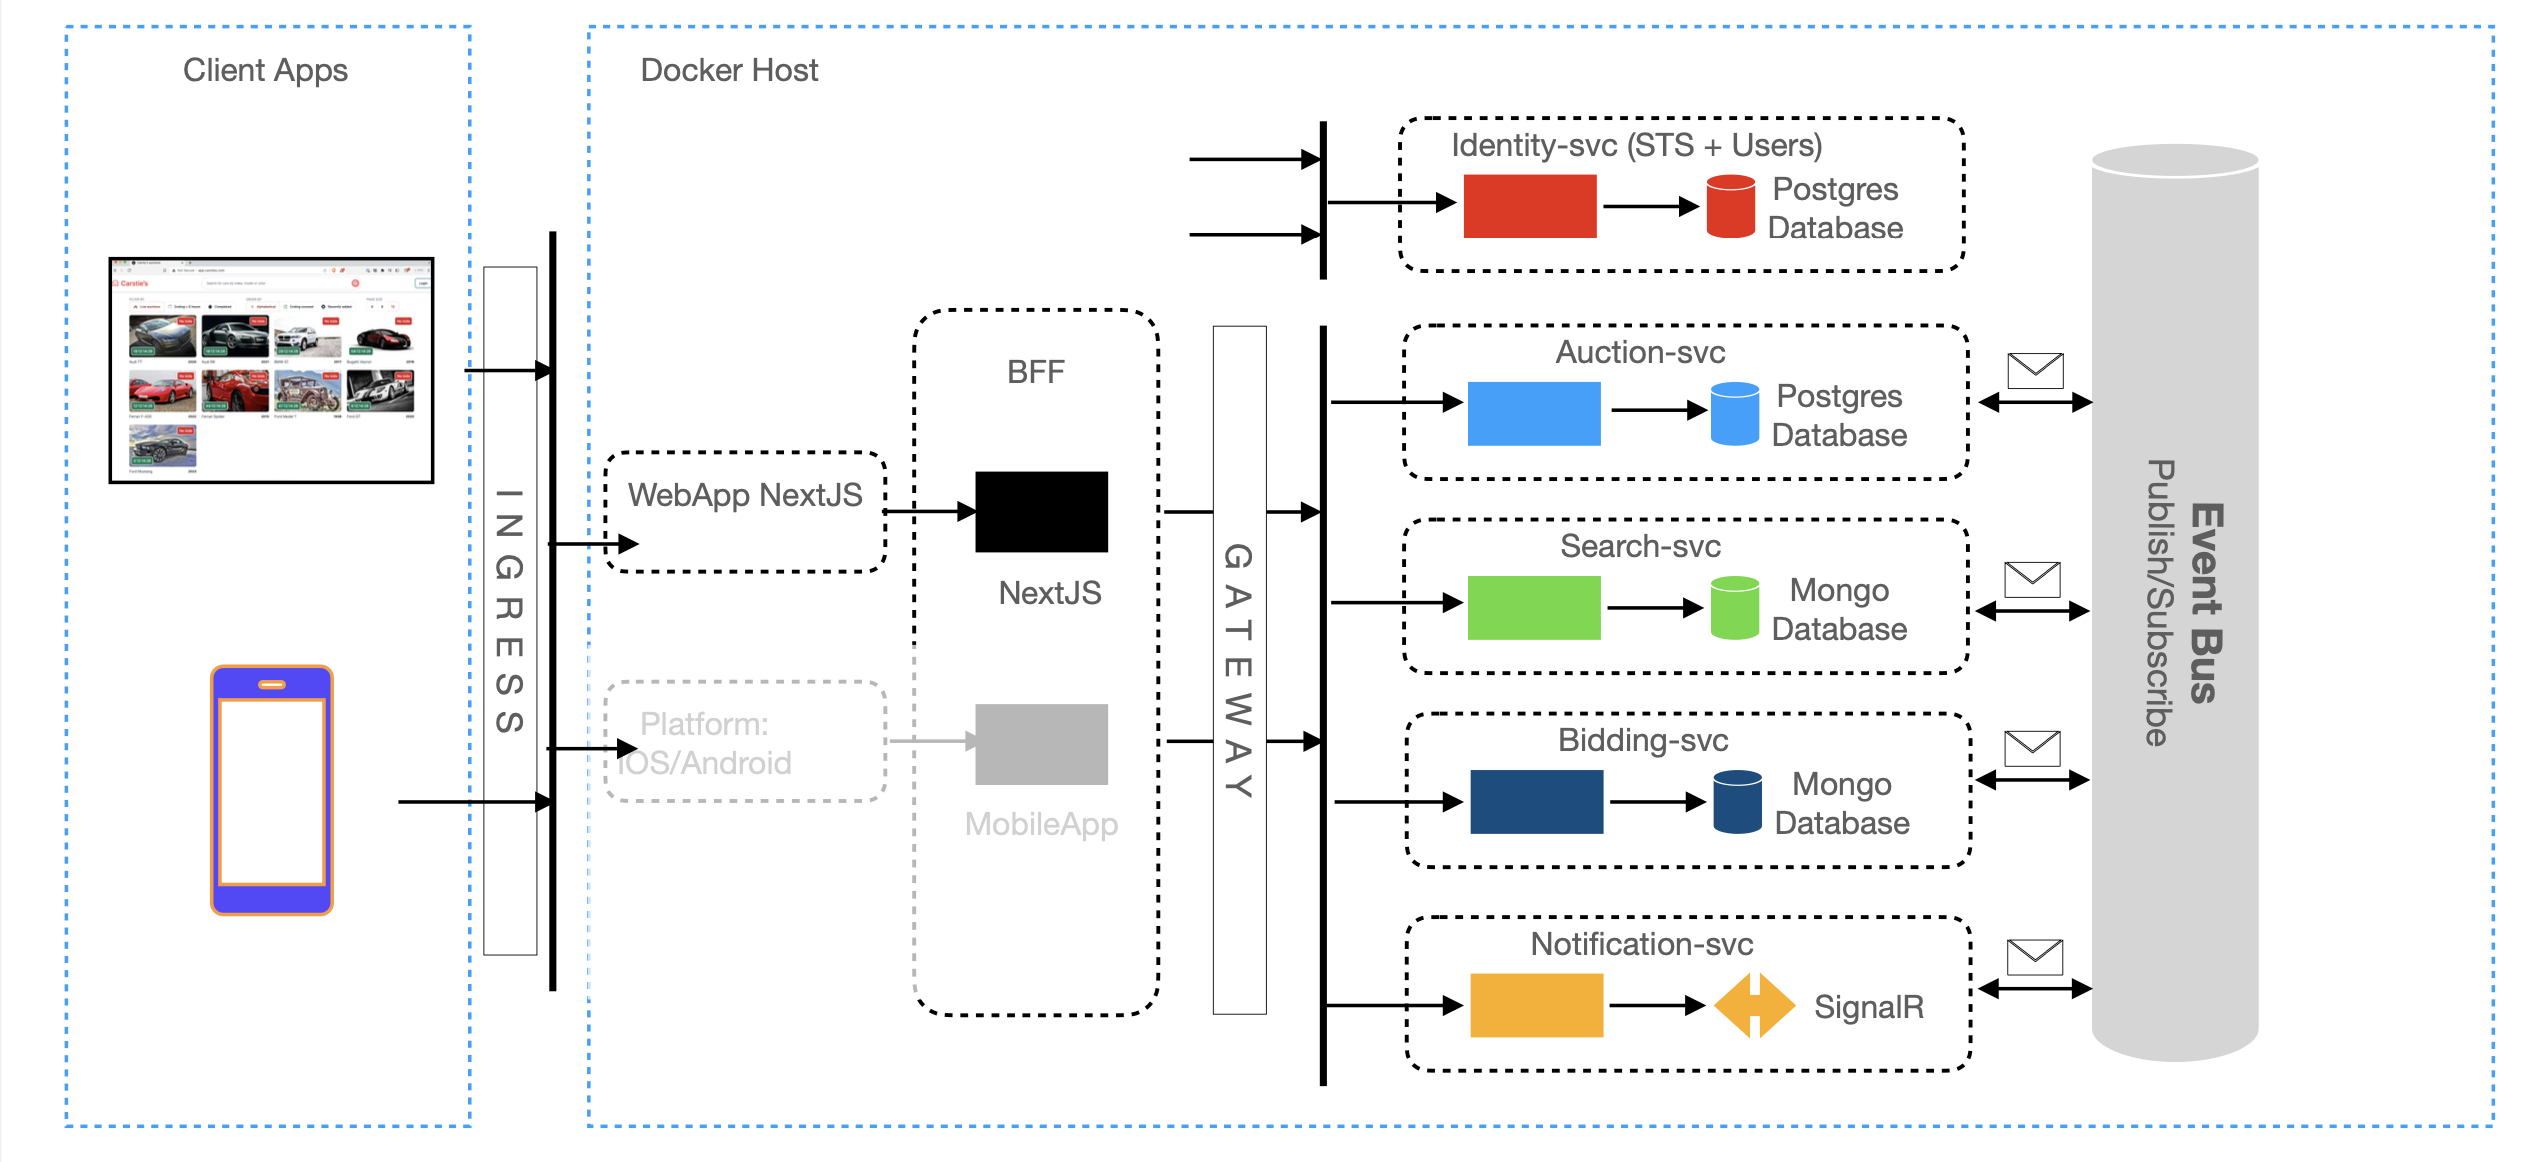 Client Apps
Docker Host
Carstie's
INGRESS
WebApp NextJS
Platform:
iOS/Android
BFF
NextJS
MobileApp
GATEWAY
Identity-svc (STS + Users)
Postgres
Database
Auction-svc
Postgres
Database
Search-svc
Mongo
Database
Bidding-svc
Mongo
Database
Notification-svc
SignalR
Event Bus
Publish/Subscribe